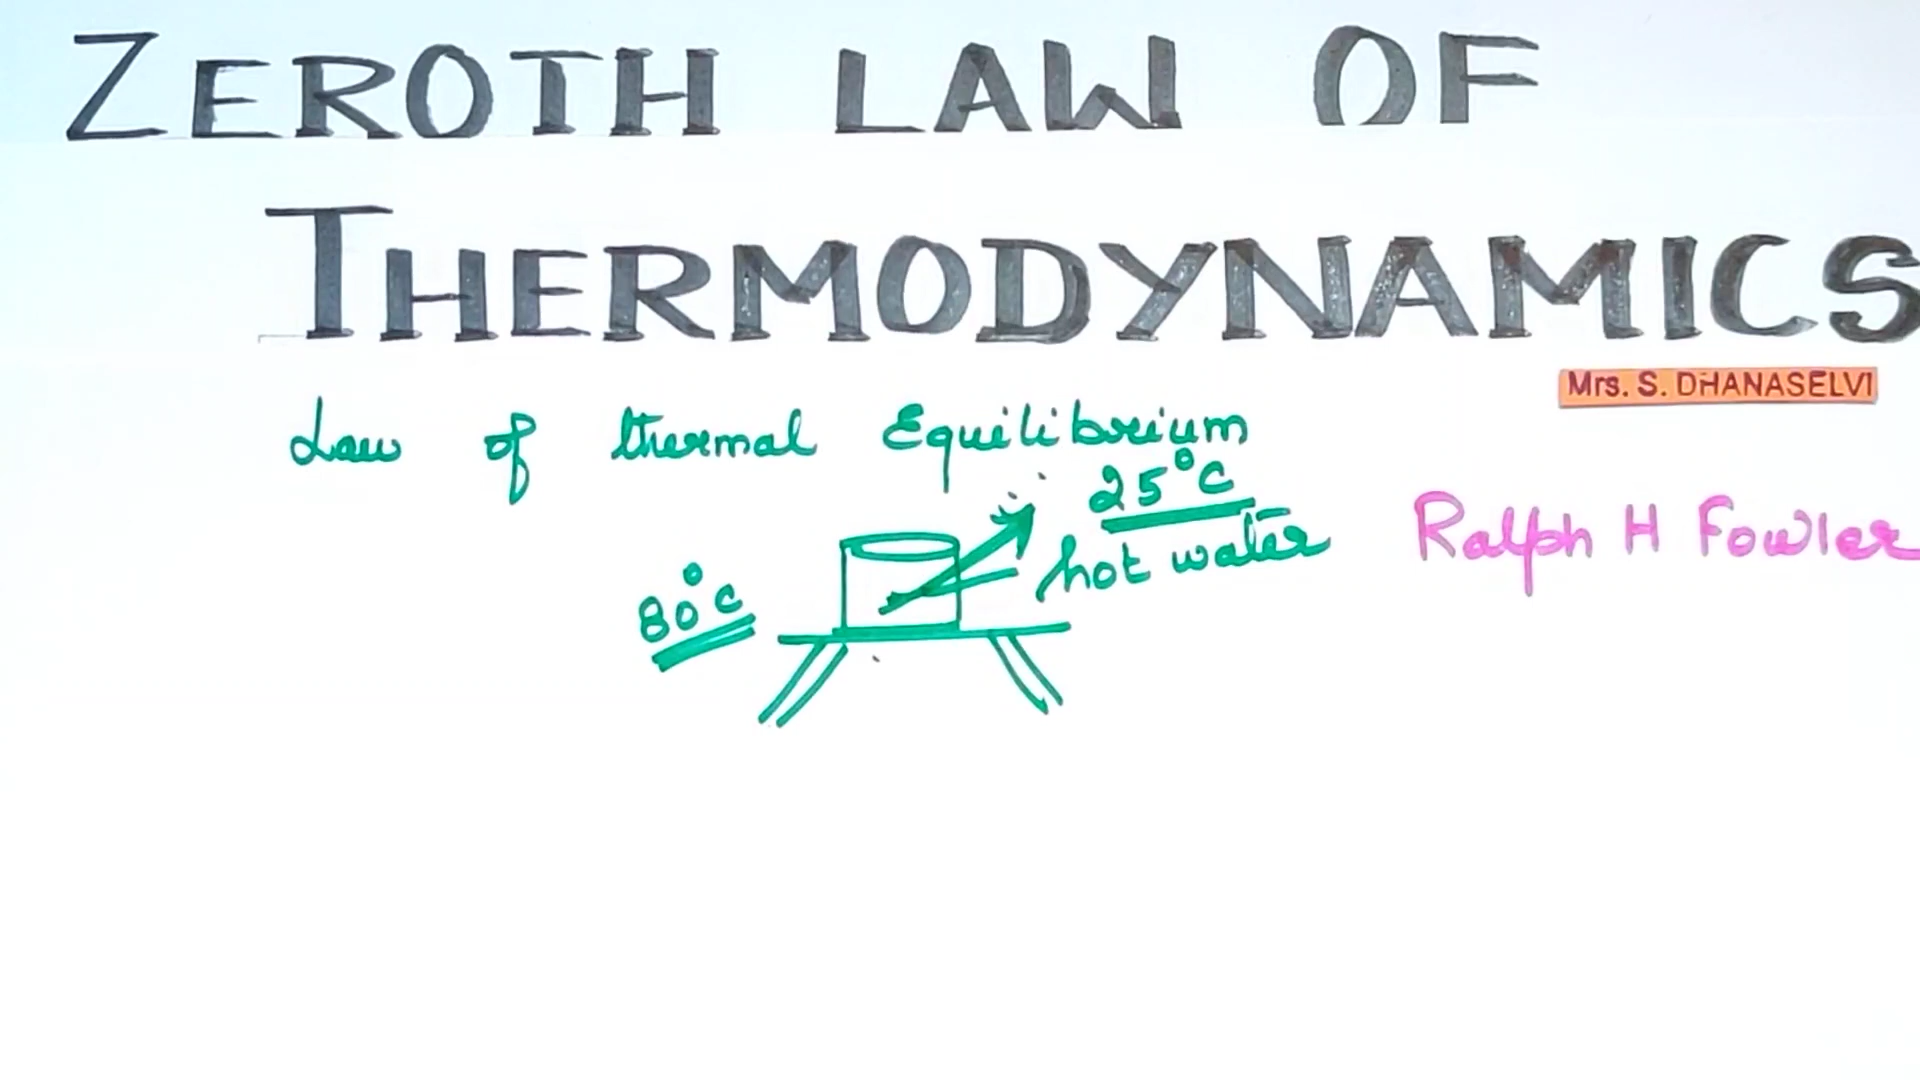 ZEROTH LAW OF
THERMODYNAMICS
Mrs. S. DHANASELVI
Law of thermal Equilibrium
25°C
hot water
Ralph H Fowler
80°C